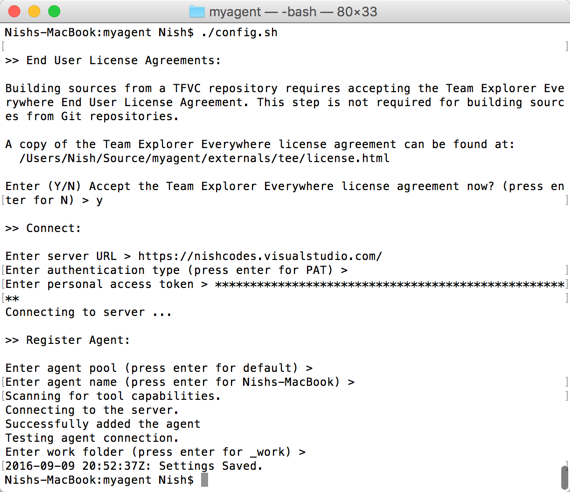 myagent — -bash — 80×33
Nishs-MacBook:myagent Nish$ ./config.sh
[ ]
>> End User License Agreements:
Building sources from a TFVC repository requires accepting the Team Explorer Eve
rywhere End User License Agreement. This step is not required for building sourc
es from Git repositories.
A copy of the Team Explorer Everywhere license agreement can be found at:
/Users/Nish/Source/myagent/externals/tee/license.html
Enter (Y/N) Accept the Team Explorer Everywhere license agreement now? (press en
[ter for N) > y ]
>> Connect:
Enter server URL > https://nishcodes.visualstudio.com/
[Enter authentication type (press enter for PAT) > ]
[Enter personal access token > **************************************************]
[** ]
Connecting to server ...
>> Register Agent:
Enter agent pool (press enter for default) >
[Enter agent name (press enter for Nishs-MacBook) > ]
[Scanning for tool capabilities. ]
Connecting to the server.
Successfully added the agent
Testing agent connection.
Enter work folder (press enter for _work) >
[2016-09-09 20:52:37Z: Settings Saved. ]
Nishs-MacBook:myagent Nish$